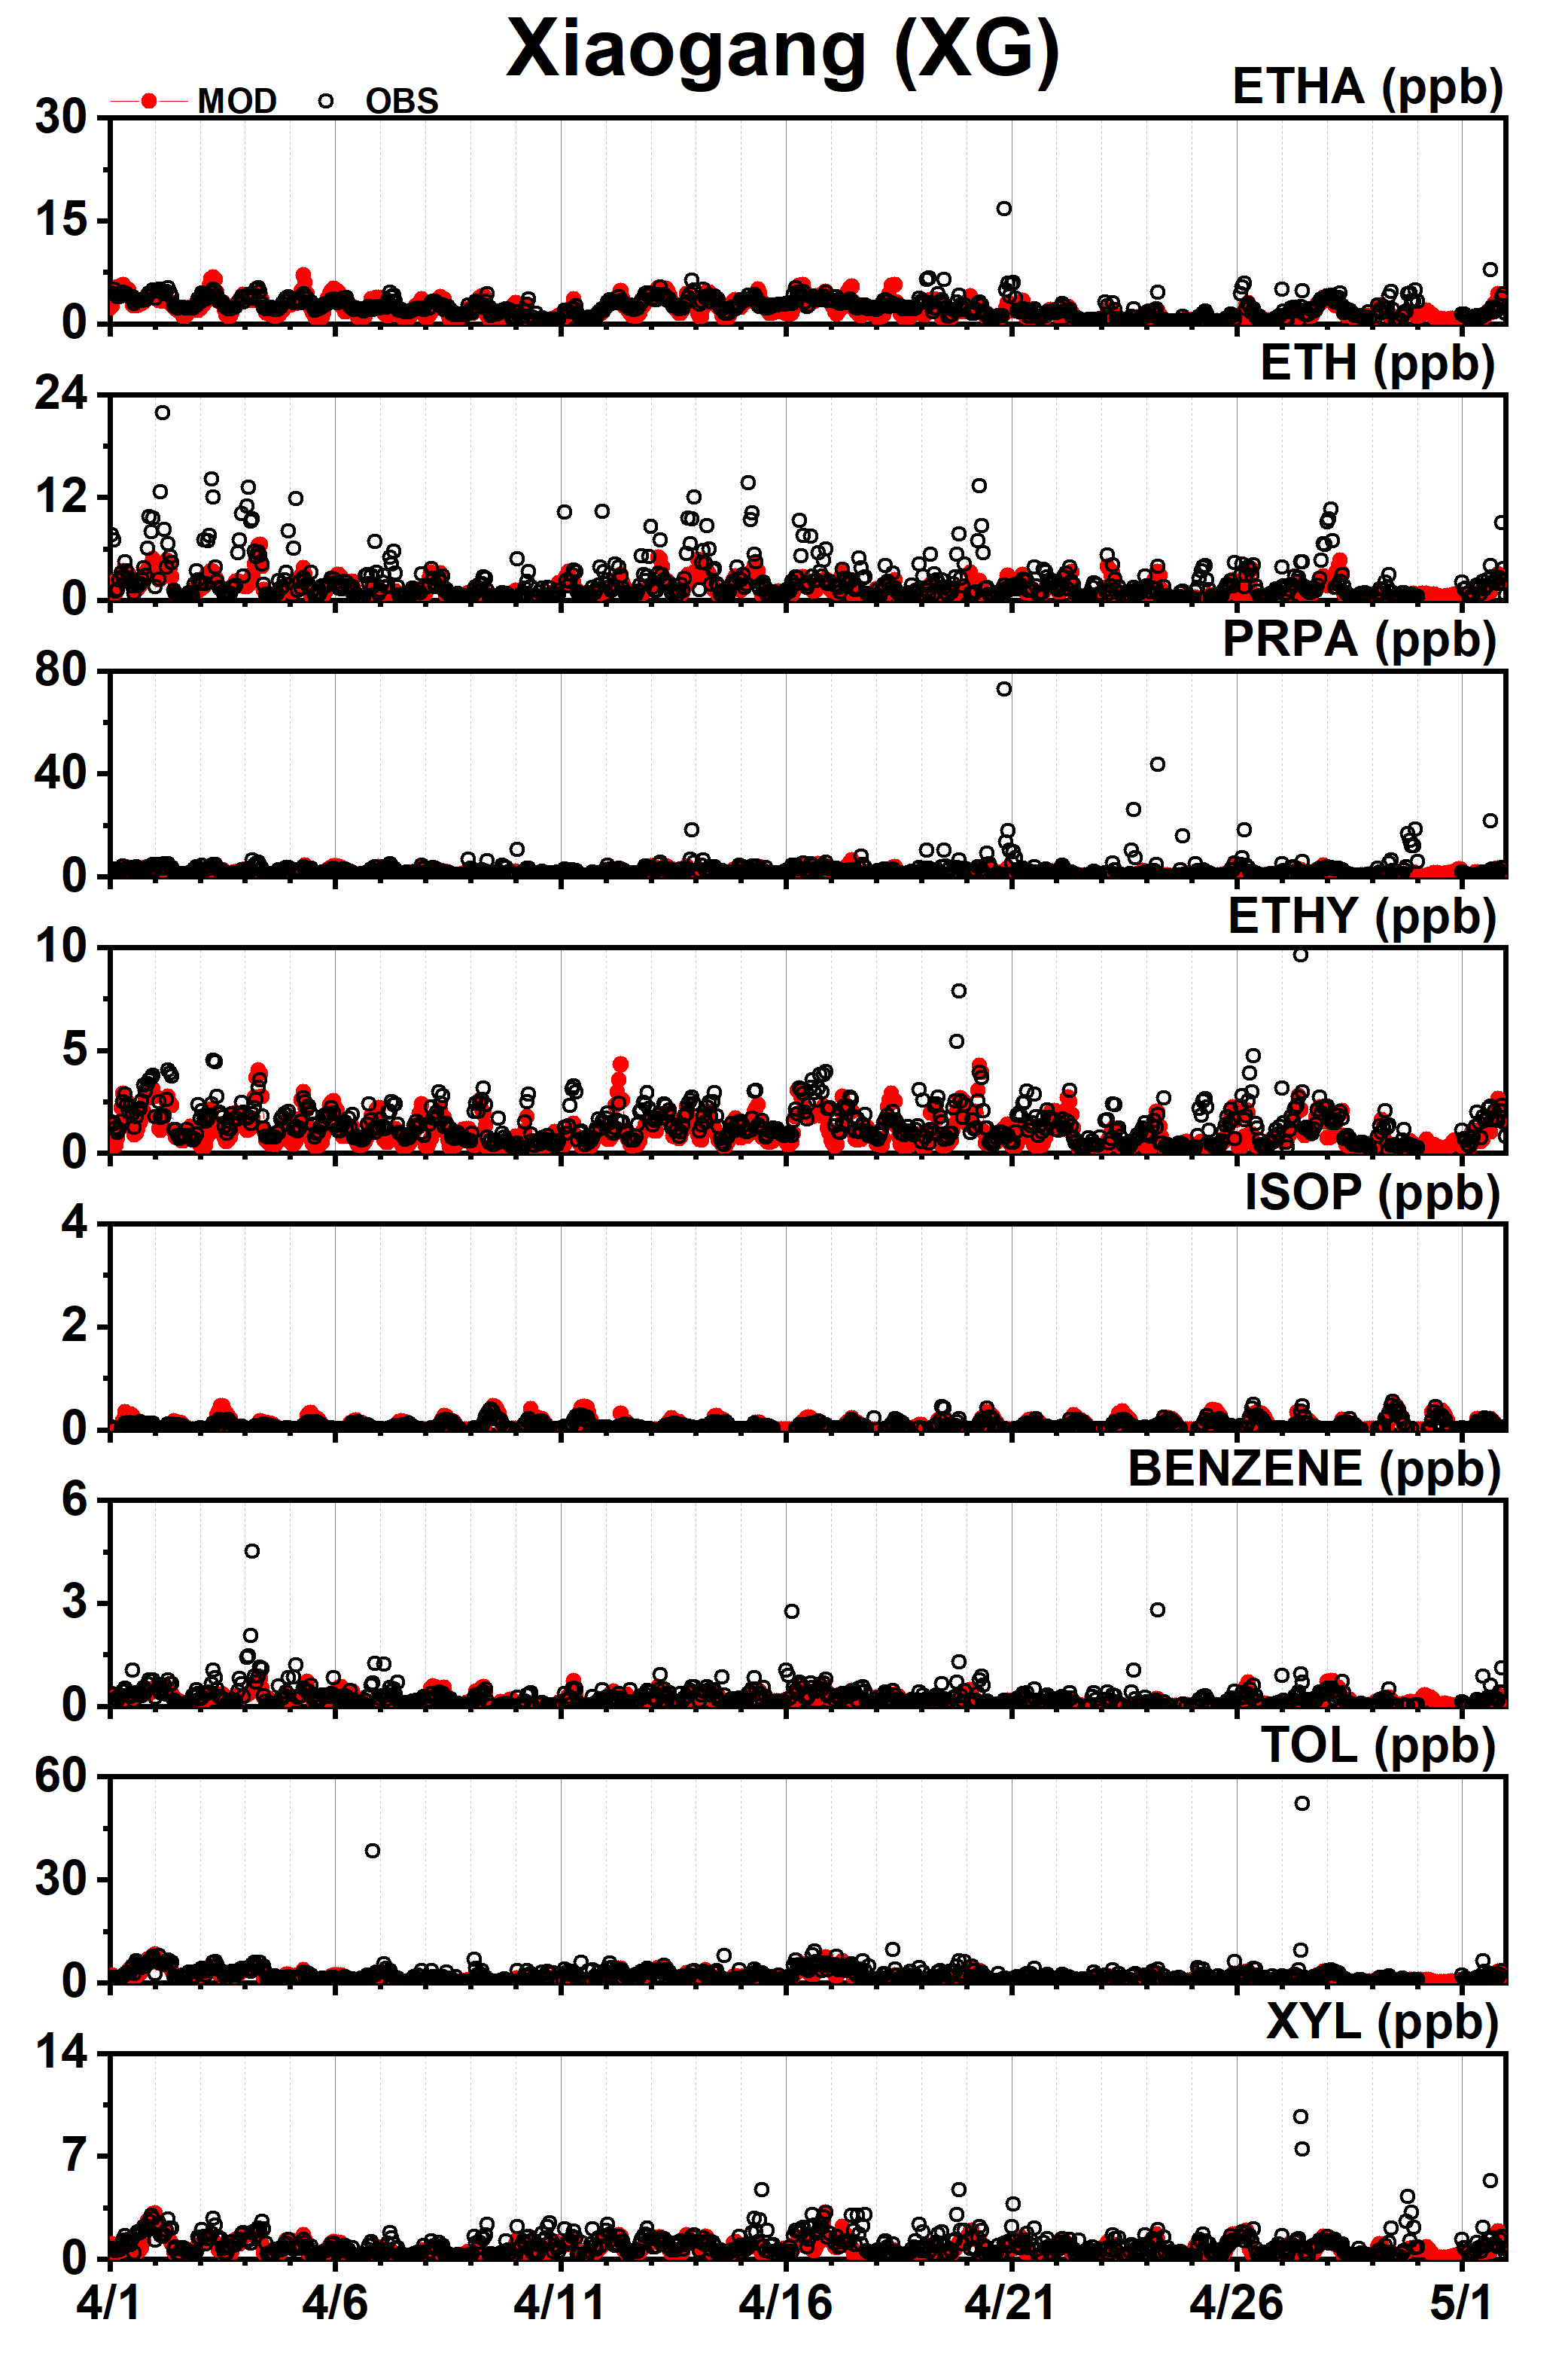 Xiaogang (XG)
MOD OBS
ETHA (ppb)
30
15
0
ETH (ppb)
24
12
0
PRPA (ppb)
80
40
0
ETHY (ppb)
10
5
0
ISOP (ppb)
4
2
0
BENZENE (ppb)
6
3
0
TOL (ppb)
60
30
0
XYL (ppb)
14
7
0
4/1 4/6 4/11 4/16 4/21 4/26 5/1